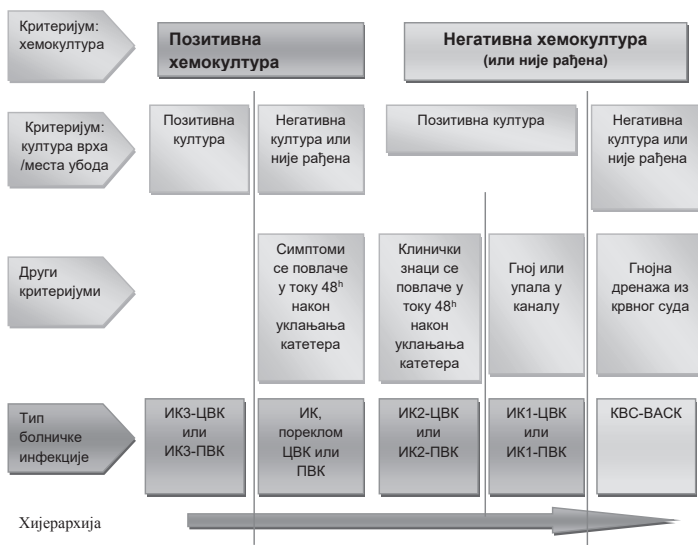 Критеријум:
хемокултура
Позитивна
хемокултура
Негативна хемокултура
(или није рађена)
Критеријум:
култура врха
/места убода
Позитивна
култура
Негативна
култура или
није рађена
Позитивна култура
Негативна
култура или
није рађена
Други
критеријуми
Симптоми
се повлаче
у току 48ʰ
након
уклањања
катетера
Клинички
знаци се
повлаче у
току 48ʰ
након
уклањања
катетера
Гној или
упала у
каналу
Гнојна
дренажа из
крвног суда
Тип
болничке
инфекције
ИК3-ЦВК
или
ИК3-ПВК
ИК,
пореклом
ЦВК или
ПВК
ИК2-ЦВК
или
ИК2-ПВК
ИК1-ЦВК
или
ИК1-ПВК
КВС-ВАСК
Хијерархија